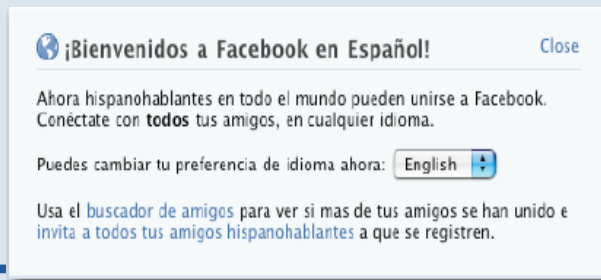 ¡Bienvenidos a Facebook en Español! Close
Ahora hispanohablantes en todo el mundo pueden unirse a Facebook.
Conéctate con todos tus amigos, en cualquier idioma.
Puedes cambiar tu preferencia de idioma ahora: English
Usa el buscador de amigos para ver si mas de tus amigos se han unido e
invita a todos tus amigos hispanohablantes a que se registren.